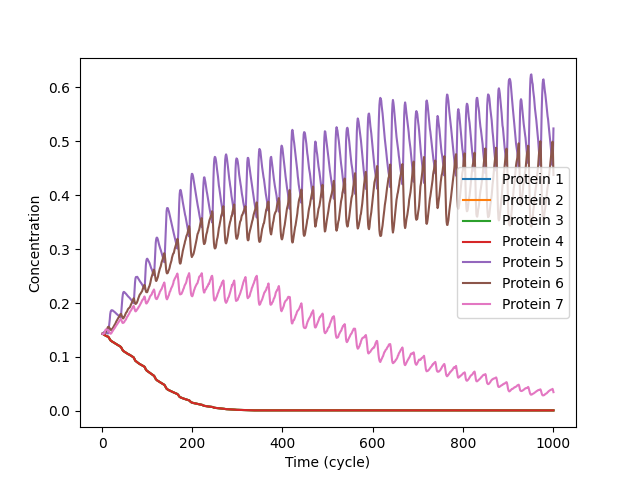 0.6
0.5
0.4
0.3
0.2
0.1
0.0
Concentration
0 200 400 600 800 1000
Time (cycle)
Protein 1
Protein 2
Protein 3
Protein 4
Protein 5
Protein 6
Protein 7